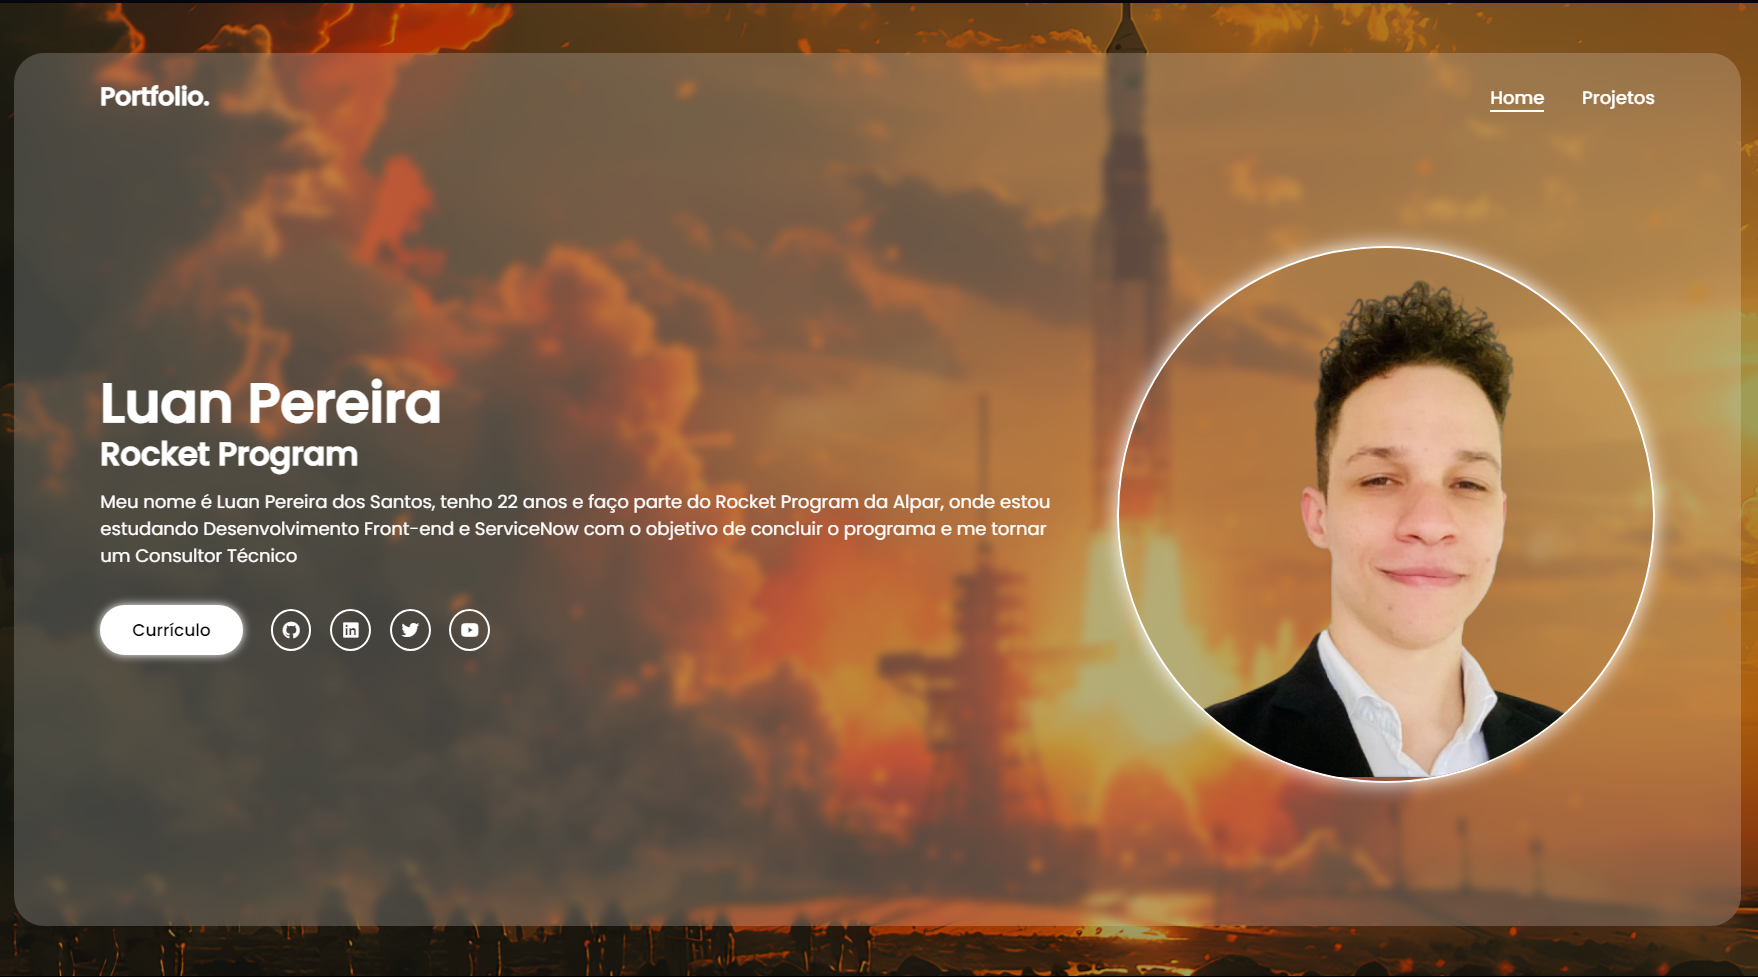 Portfolio.
Home
Projetos
Luan Pereira
Rocket Program
Meu nome é Luan Pereira dos Santos, tenho 22 anos e faço parte do Rocket Program da Alpar, onde estou
estudando Desenvolvimento Front-end e ServiceNow com o objetivo de concluir o programa e me tornar
um Consultor Técnico
Currículo
in